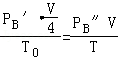 P_B′ · V/4 / T_0 = P_B″ V / T